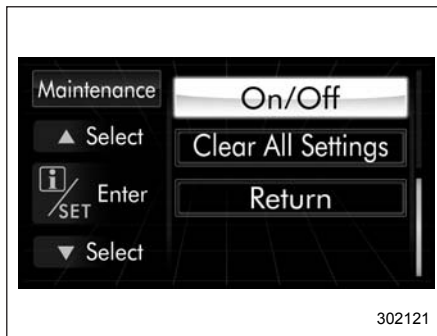 Maintenance
On/Off
▲ Select
Clear All Settings
i/SET Enter
Return
▼ Select
302121